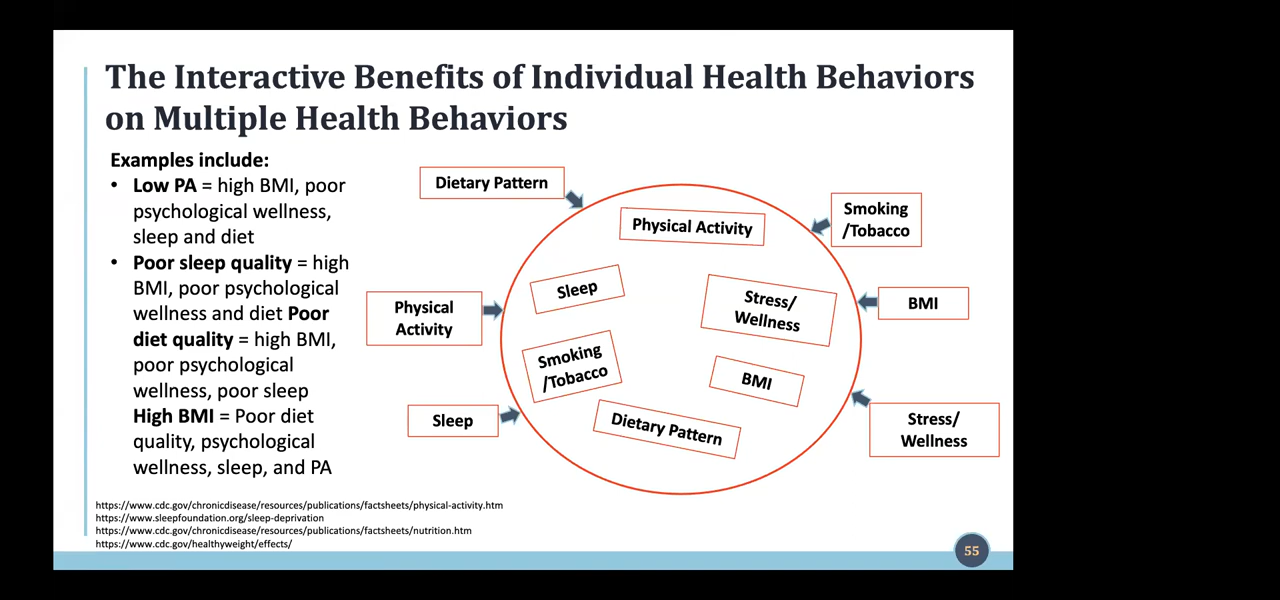 The Interactive Benefits of Individual Health Behaviors
on Multiple Health Behaviors
Examples include:
• Low PA = high BMI, poor
psychological wellness,
sleep and diet
• Poor sleep quality = high
BMI, poor psychological
wellness and diet Poor
diet quality = high BMI,
poor psychological
wellness, poor sleep
High BMI = Poor diet
quality, psychological
wellness, sleep, and PA
Dietary Pattern
Smoking
/Tobacco
Physical Activity
Sleep
Stress/
Wellness
BMI
Physical
Activity
Smoking
/Tobacco
BMI
Dietary Pattern
Sleep
Stress/
Wellness
https://www.cdc.gov/chronicdisease/resources/publications/factsheets/physical-activity.htm
https://www.sleepfoundation.org/sleep-deprivation
https://www.cdc.gov/chronicdisease/resources/publications/factsheets/nutrition.htm
https://www.cdc.gov/healthyweight/effects/
55